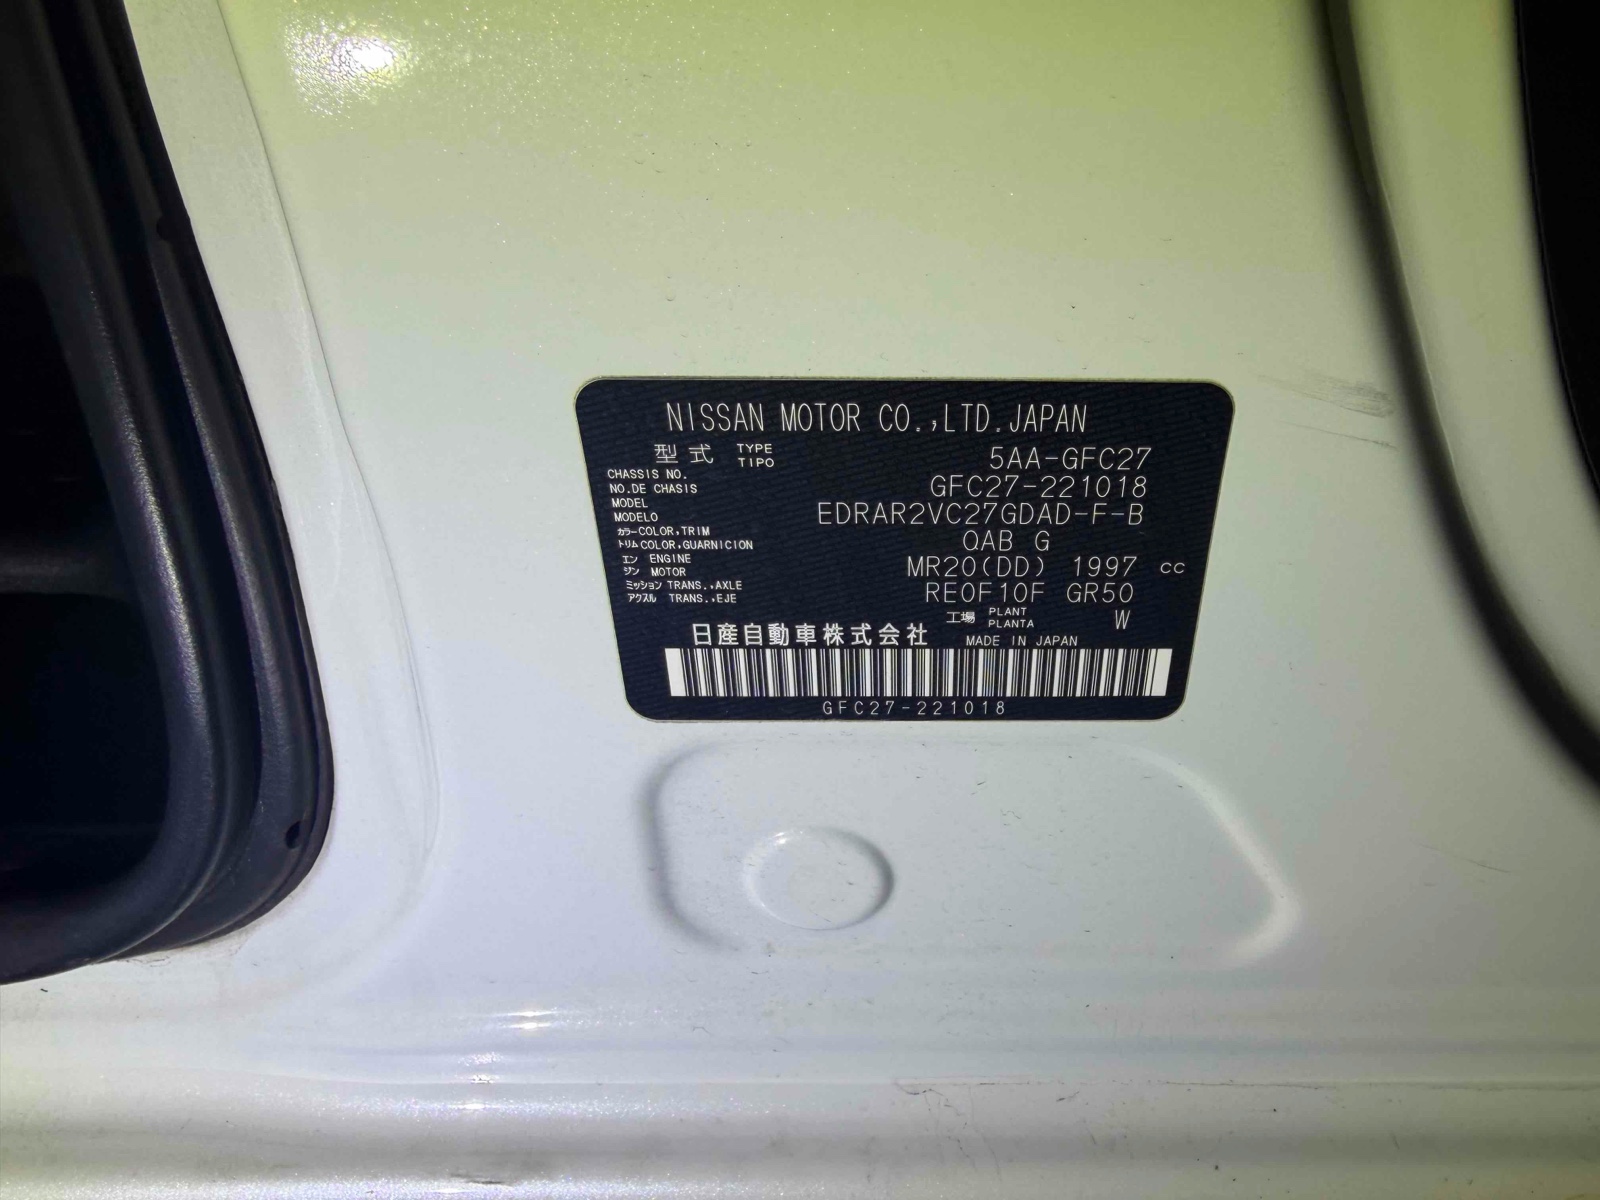 NISSAN MOTOR CO.,LTD.JAPAN
型式 TYPE TIPO 5AA-GFC27
CHASSIS NO.
NO.DE CHASIS GFC27-221018
MODEL
MODELO EDRAR2VC27GDAD-F-B
カラーCOLOR,TRIM
トリムCOLOR,GUARNICION QAB G
エン ENGINE
ジン MOTOR MR20(DD) 1997 cc
ミッション TRANS.,AXLE
アクスル TRANS.,EJE RE0F10F GR50
工場 PLANT PLANTA W
日産自動車株式会社 MADE IN JAPAN
GFC27-221018